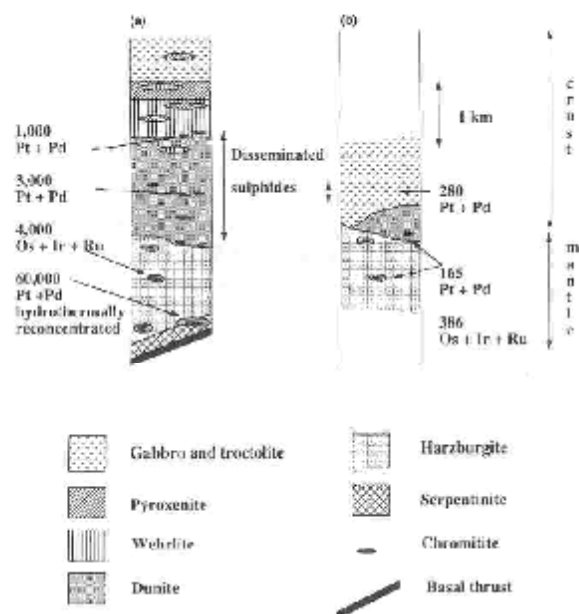 (a)
(b)
1,000
Pt + Pd
3,000
Pt + Pd
4,000
Os + Ir + Ru
60,000
Pt +Pd
hydrothermally
reconcentrated
Disseminated
sulphides
1 km
280
Pt + Pd
165
Pt + Pd
386
Os + Ir + Ru
crust
mantle
Gabbro and troctolite
Pyroxenite
Wehrlite
Dunite
Harzburgite
Serpentinite
Chromitite
Basal thrust